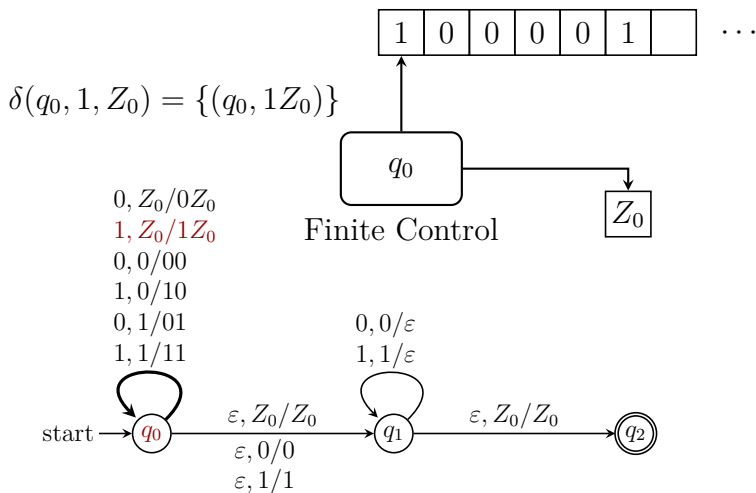 1 0 0 0 0 1 ⋯
δ(q₀, 1, Z₀) = {(q₀, 1Z₀)}
q₀
Z₀
Finite Control
0, Z₀/0Z₀
1, Z₀/1Z₀
0, 0/00
1, 0/10
0, 1/01
1, 1/11
0, 0/ε
1, 1/ε
start q₀ ε, Z₀/Z₀ q₁ ε, Z₀/Z₀ q₂
ε, 0/0
ε, 1/1